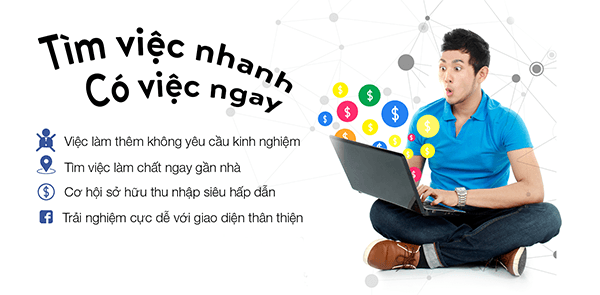 Tìm việc nhanh
Có việc ngay
Việc làm thêm không yêu cầu kinh nghiệm
Tìm việc làm chất ngay gần nhà
Cơ hội sở hữu thu nhập siêu hấp dẫn
Trải nghiệm cực dễ với giao diện thân thiện